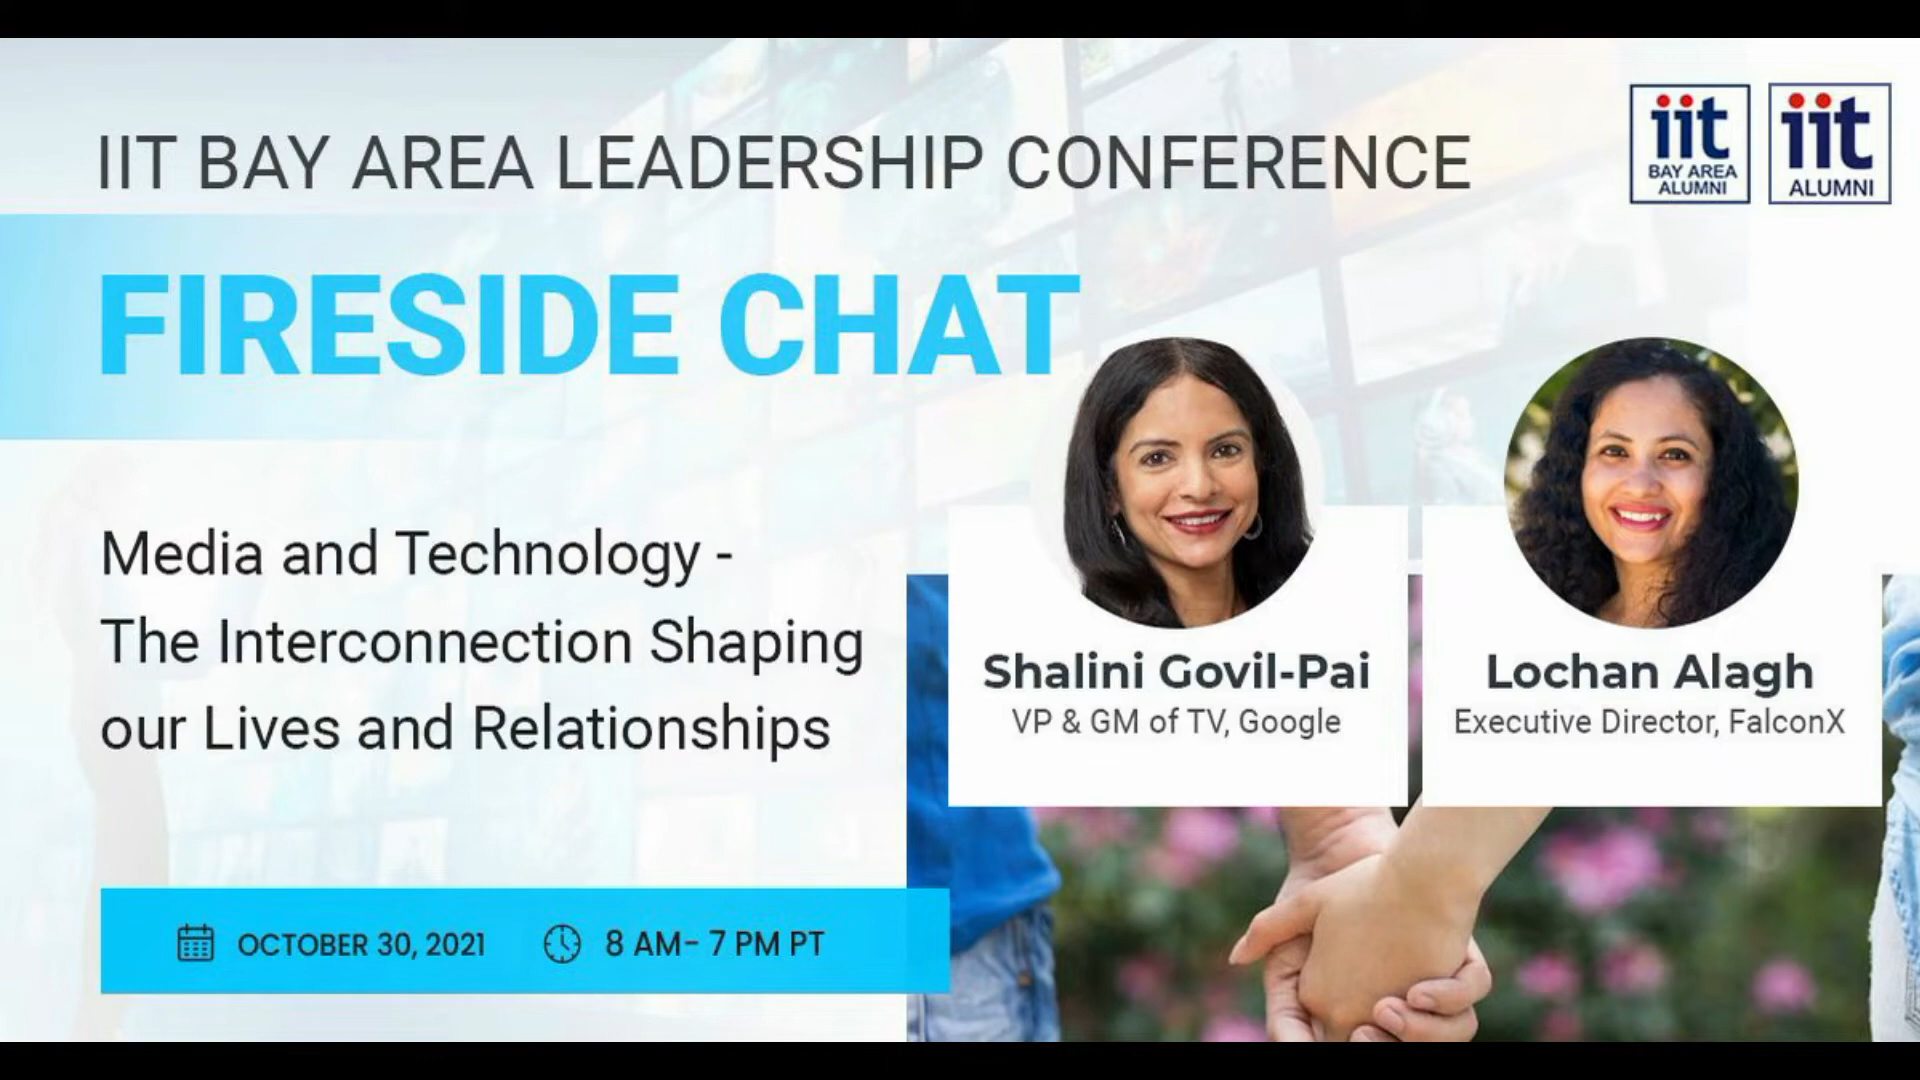 IIT BAY AREA LEADERSHIP CONFERENCE
iit
BAY AREA
ALUMNI
iit
ALUMNI
FIRESIDE CHAT
Media and Technology -
The Interconnection Shaping
our Lives and Relationships
Shalini Govil-Pai
VP & GM of TV, Google
Lochan Alagh
Executive Director, FalconX
OCTOBER 30, 2021
8 AM- 7 PM PT